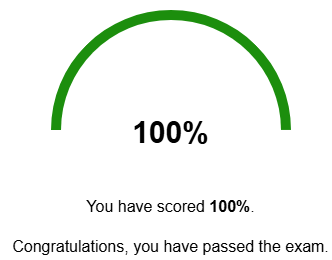 100%
You have scored 100%.
Congratulations, you have passed the exam.